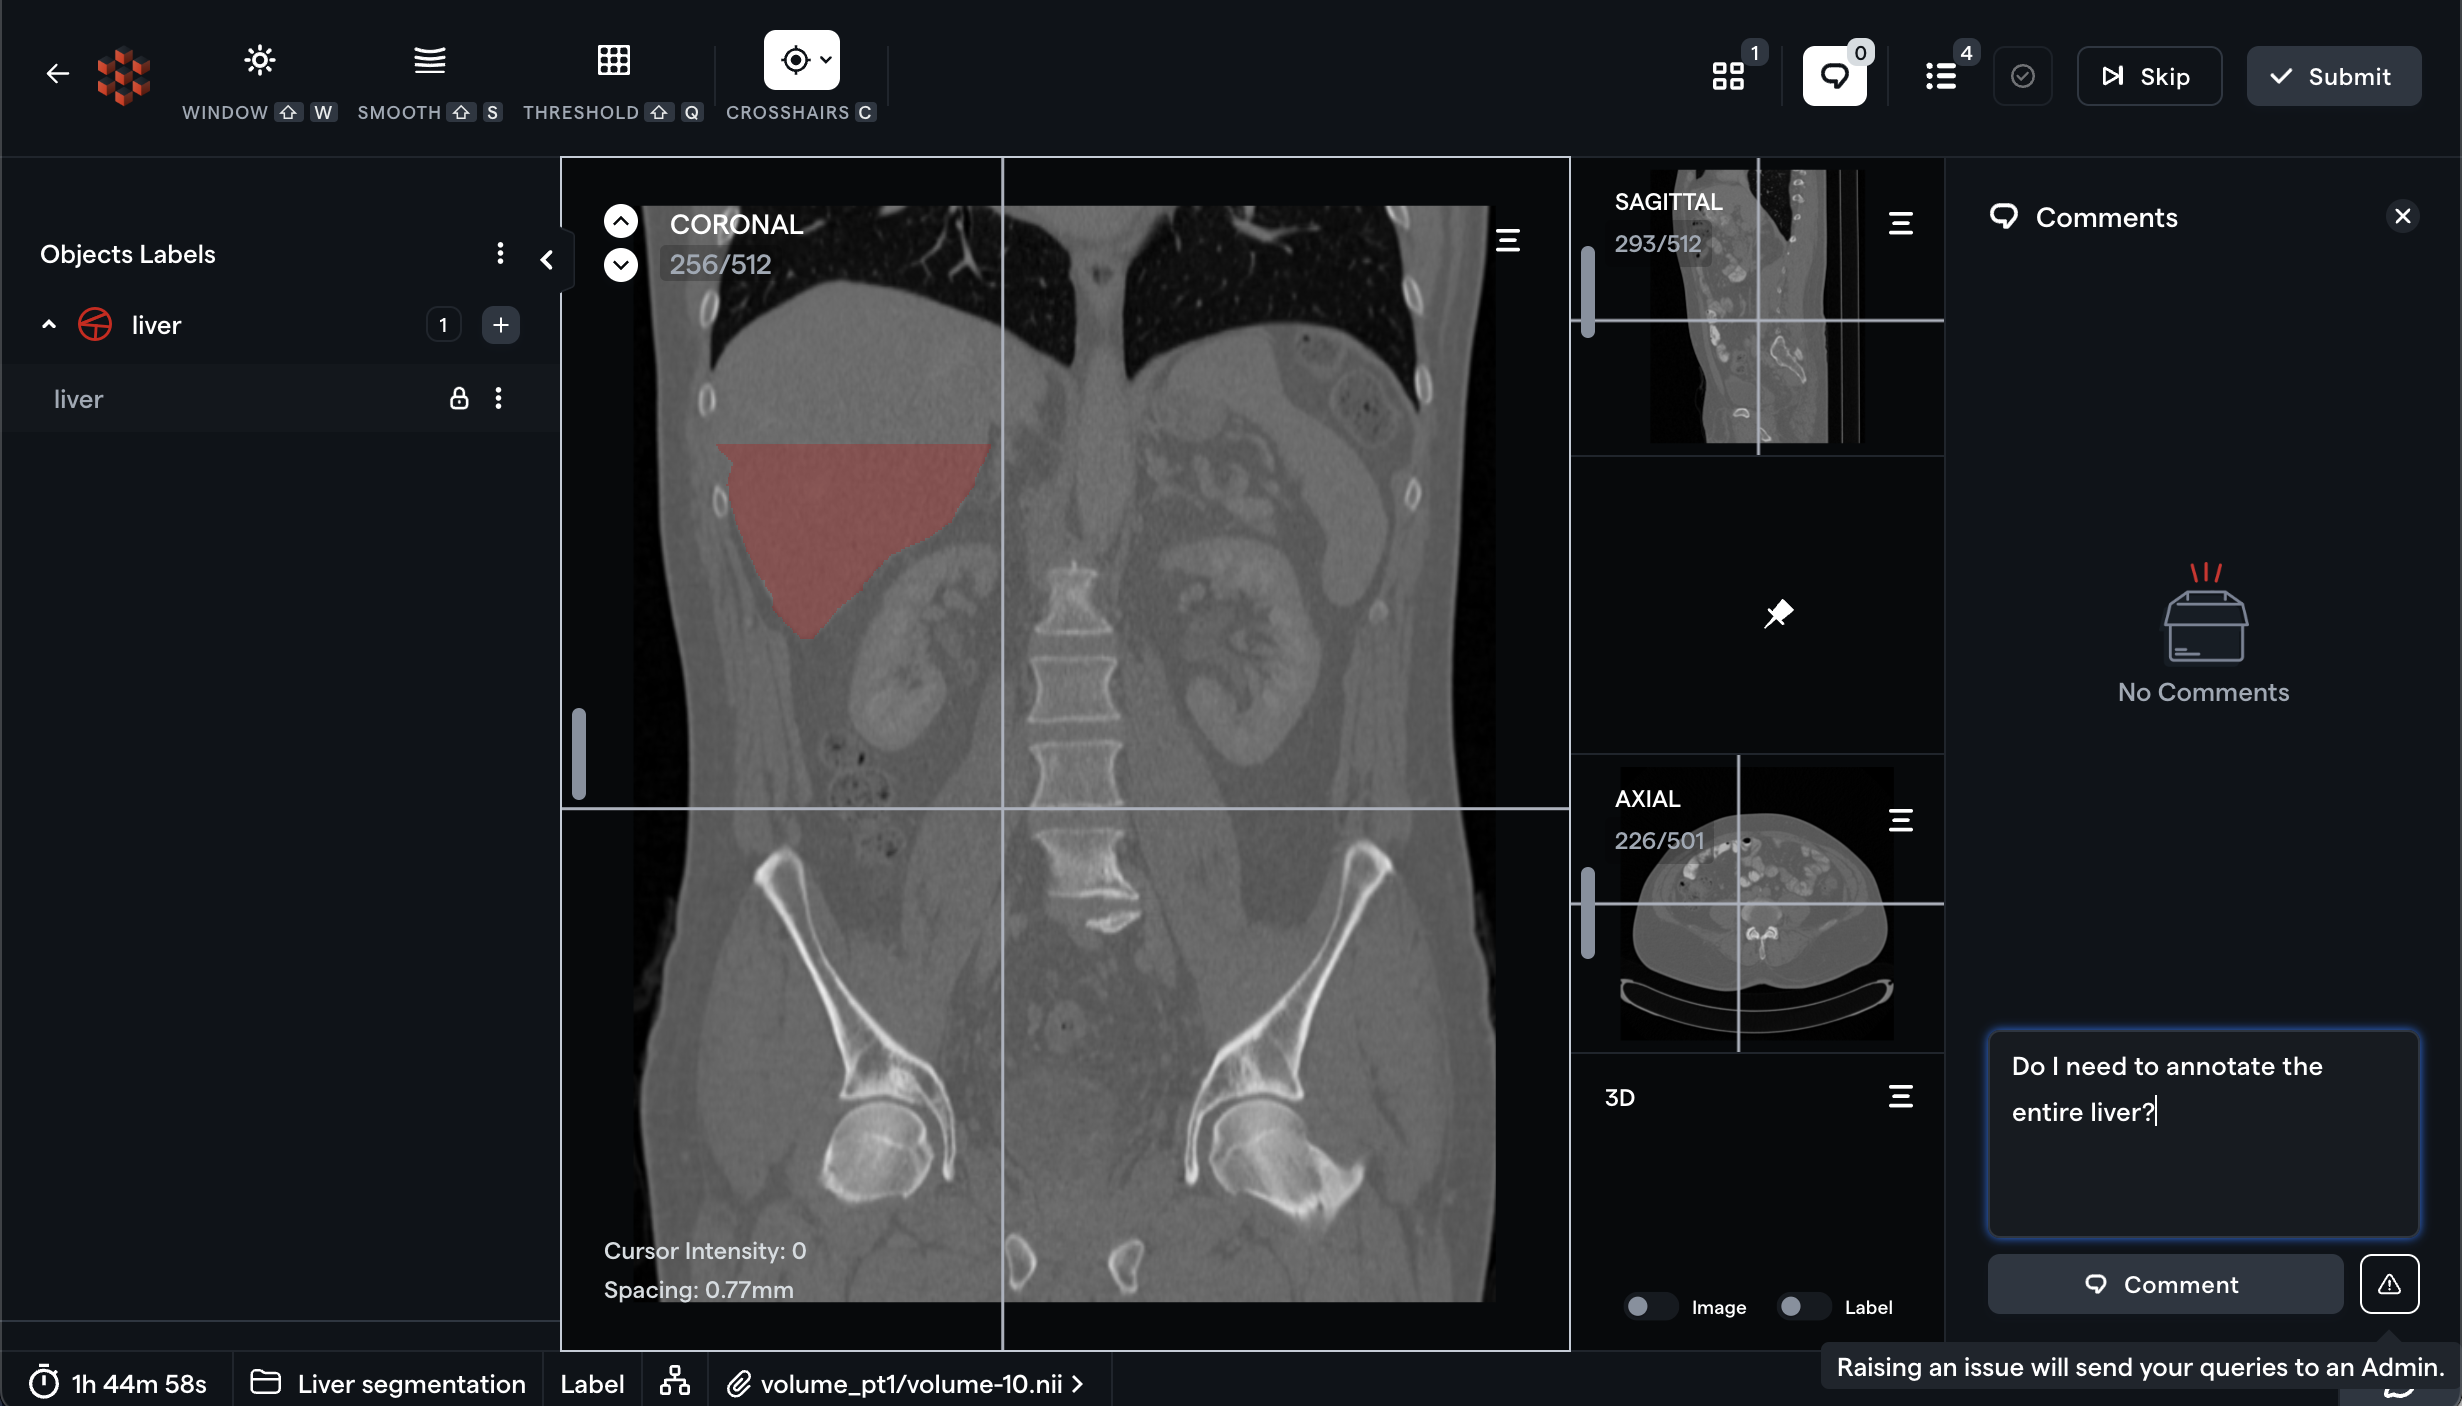 WINDOW W
SMOOTH S
THRESHOLD Q
CROSSHAIRS C
1
0
4
Skip
Submit
Objects Labels
liver
1
liver
CORONAL
256/512
Cursor Intensity: 0
Spacing: 0.77mm
SAGITTAL
293/512
AXIAL
226/501
3D
Image
Label
Comments
No Comments
Do I need to annotate the
entire liver?
Comment
Raising an issue will send your queries to an Admin.
1h 44m 58s
Liver segmentation
Label
volume_pt1/volume-10.nii